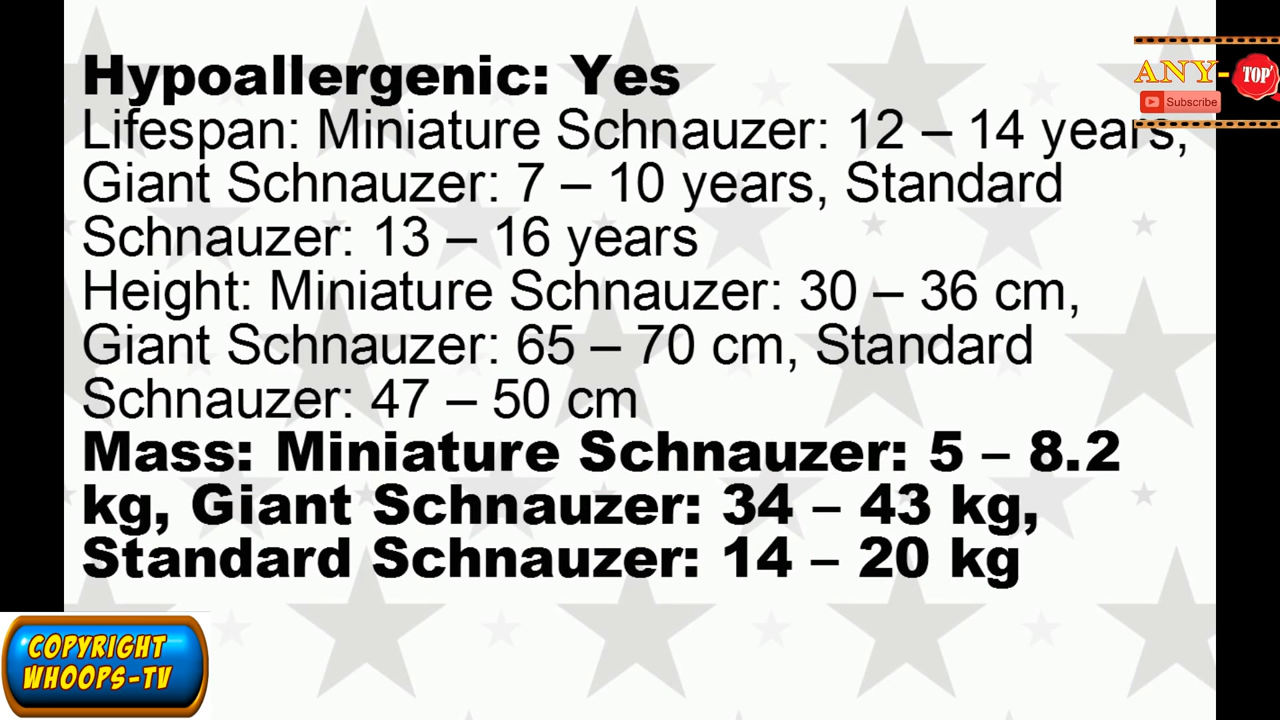 Hypoallergenic: Yes
Lifespan: Miniature Schnauzer: 12 – 14 years,
Giant Schnauzer: 7 – 10 years, Standard
Schnauzer: 13 – 16 years
Height: Miniature Schnauzer: 30 – 36 cm,
Giant Schnauzer: 65 – 70 cm, Standard
Schnauzer: 47 – 50 cm
Mass: Miniature Schnauzer: 5 – 8.2
kg, Giant Schnauzer: 34 – 43 kg,
Standard Schnauzer: 14 – 20 kg
ANY-TOP
Subscribe
COPYRIGHT
WHOOPS-TV